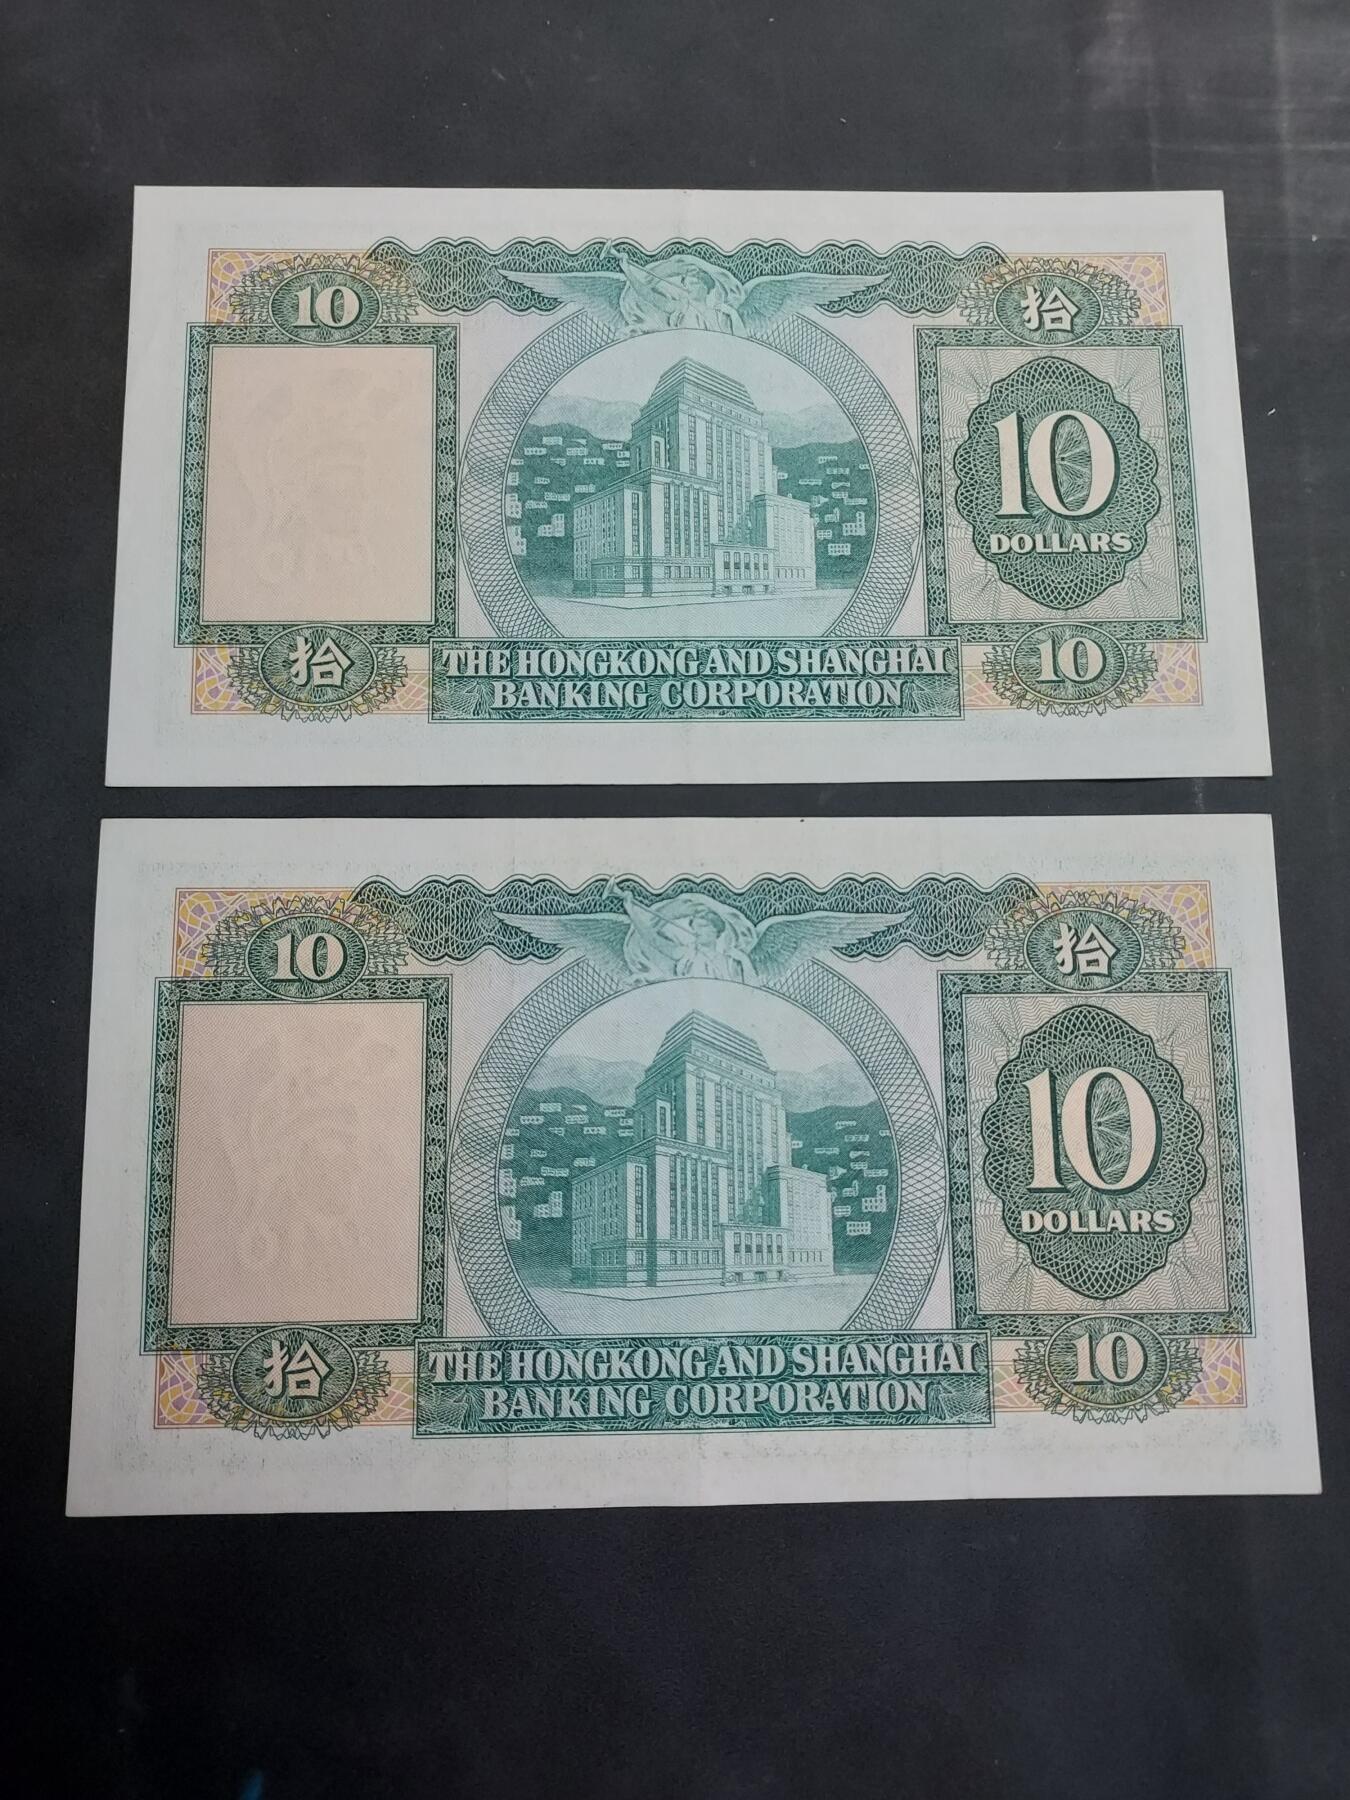 10
拾
10
DOLLARS
拾
THE HONGKONG AND SHANGHAI
BANKING CORPORATION
10
10
拾
10
DOLLARS
拾
THE HONGKONG AND SHANGHAI
BANKING CORPORATION
10